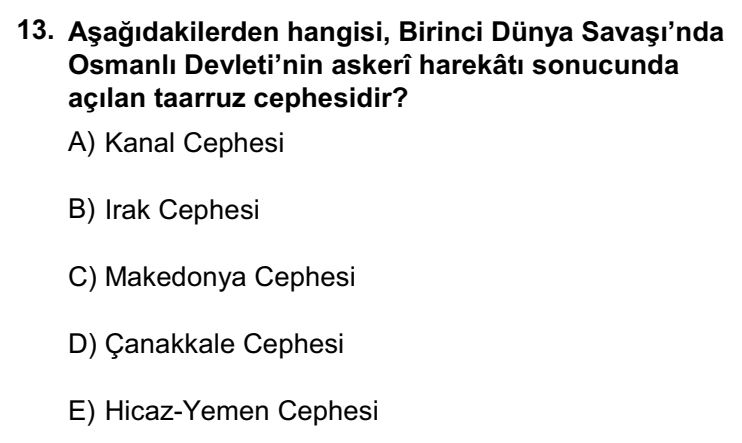 13. Aşağıdakilerden hangisi, Birinci Dünya Savaşı’nda
Osmanlı Devleti’nin askerî harekâtı sonucunda
açılan taarruz cephesidir?
A) Kanal Cephesi
B) Irak Cephesi
C) Makedonya Cephesi
D) Çanakkale Cephesi
E) Hicaz-Yemen Cephesi